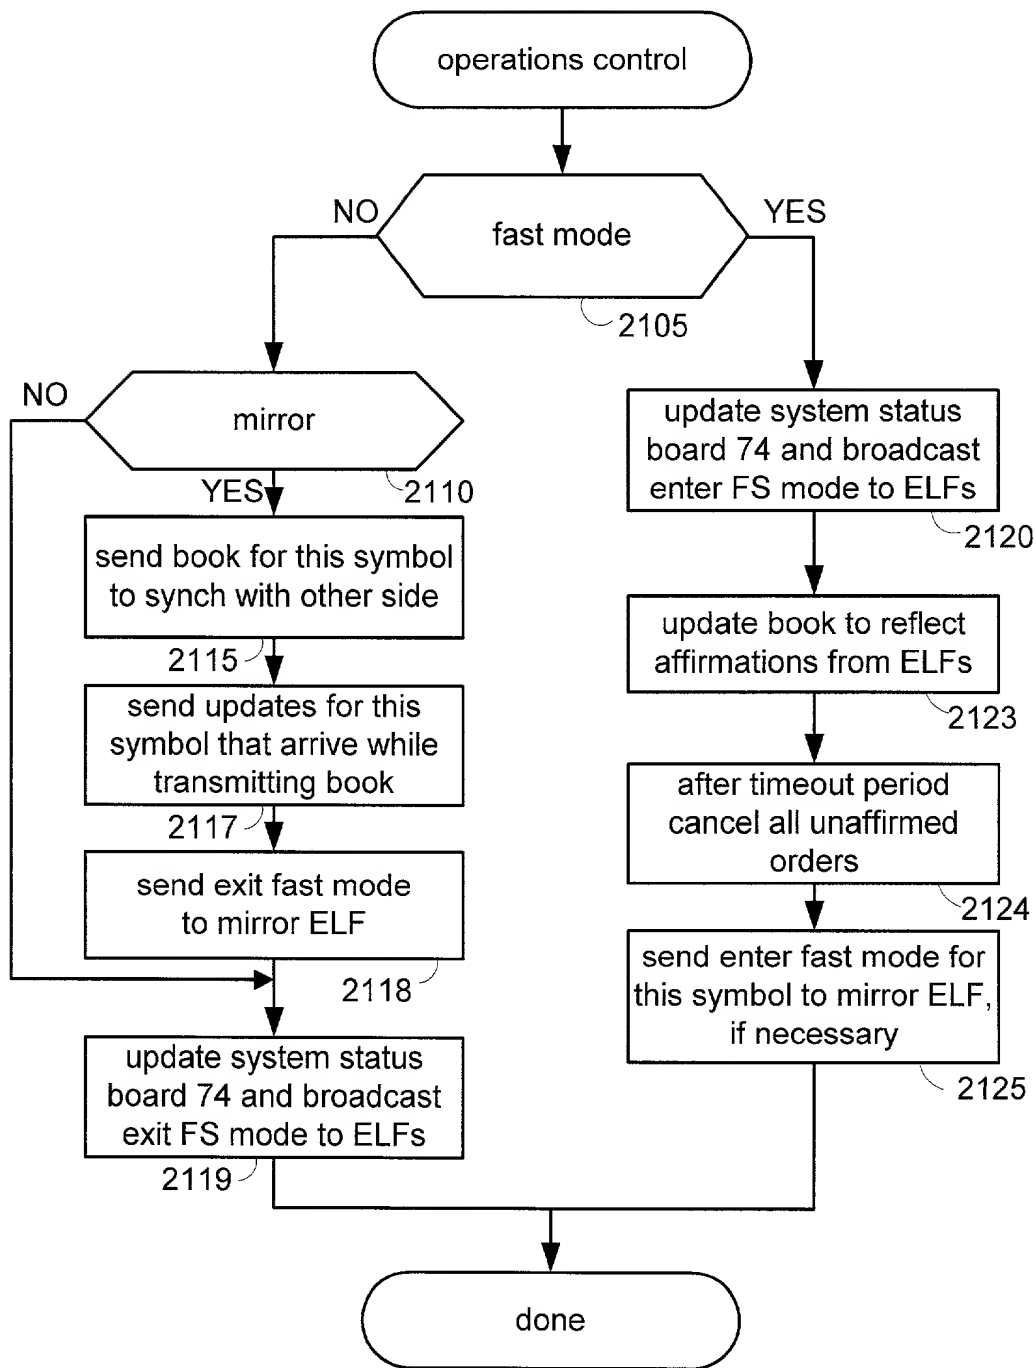 operations control
NO
YES
fast mode
2105
NO
mirror
2110
YES
send book for this symbol
to synch with other side
2115
send updates for this
symbol that arrive while
transmitting book
2117
send exit fast mode
to mirror ELF
2118
update system status
board 74 and broadcast
exit FS mode to ELFs
2119
update system status
board 74 and broadcast
enter FS mode to ELFs
2120
update book to reflect
affirmations from ELFs
2123
after timeout period
cancel all unaffirmed
orders
2124
send enter fast mode for
this symbol to mirror ELF,
if necessary
2125
done